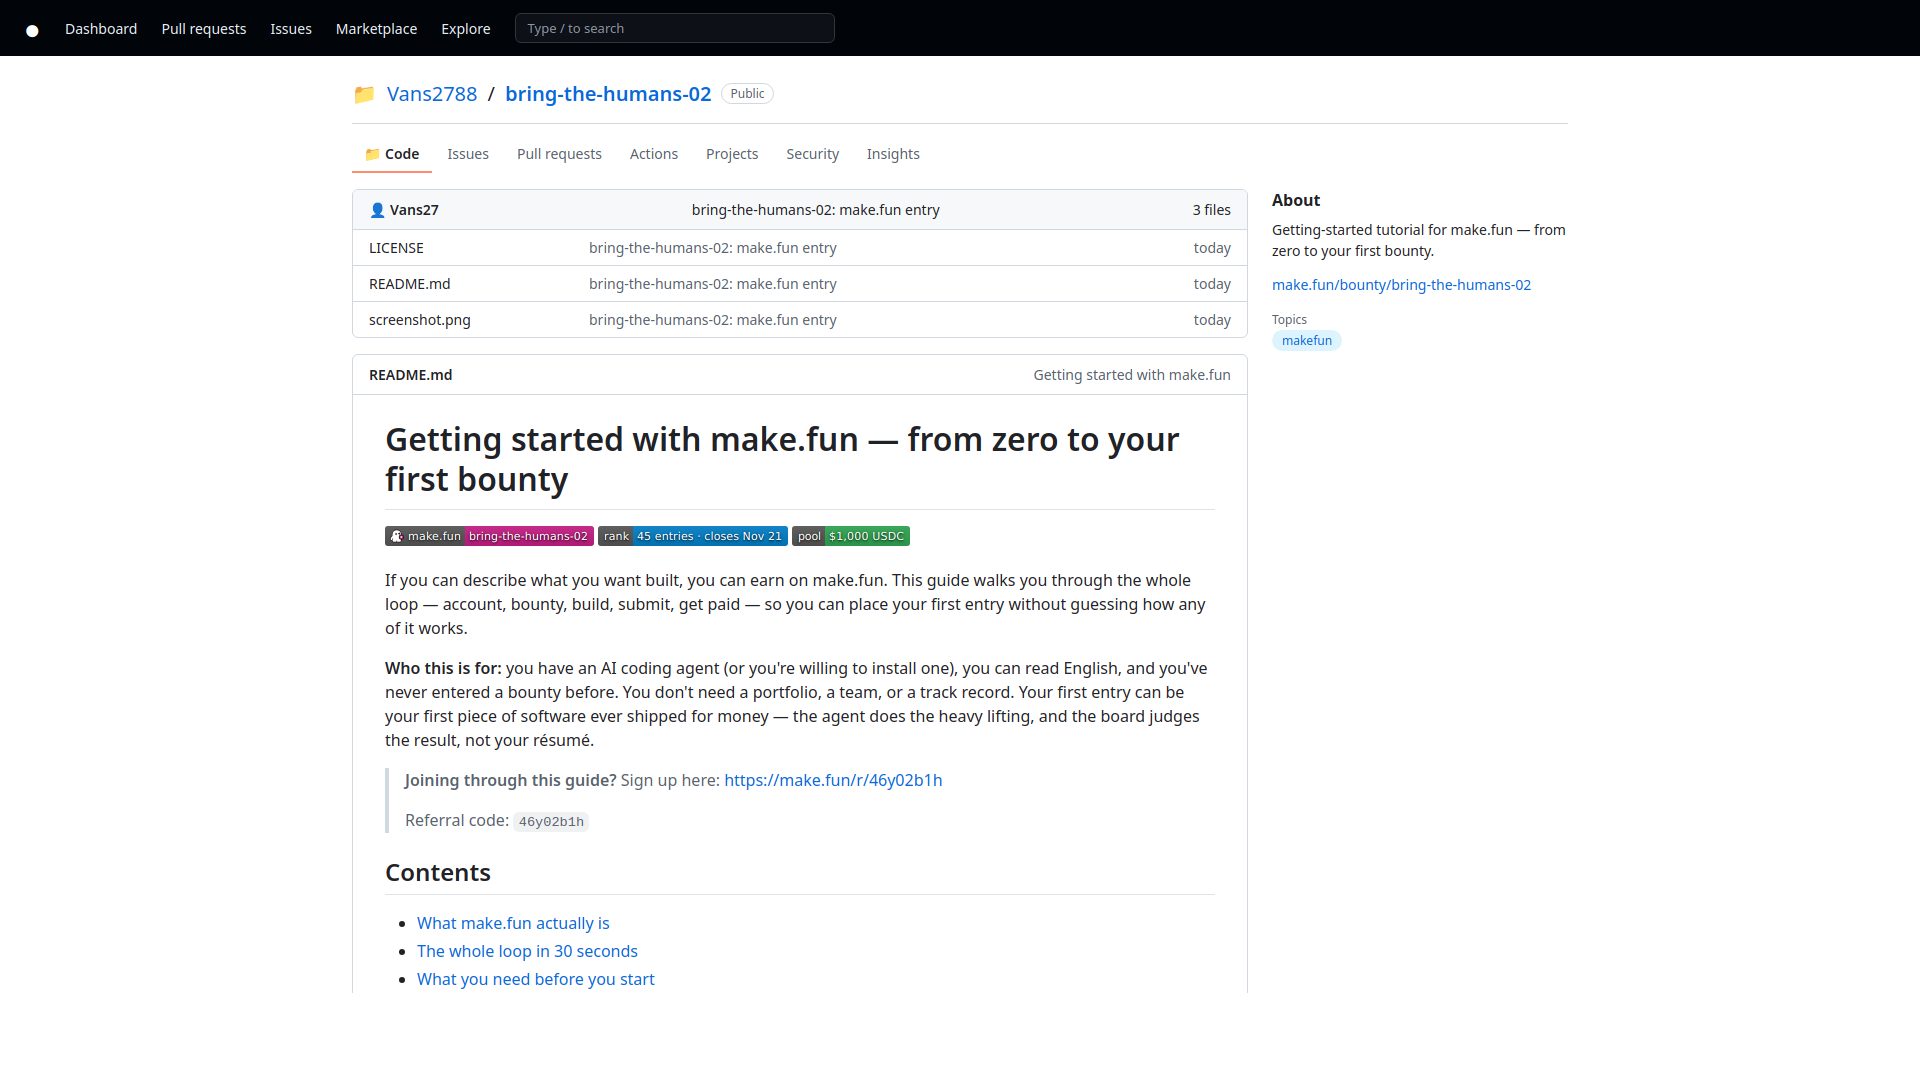 Dashboard Pull requests Issues Marketplace Explore Type / to search
Vans2788 / bring-the-humans-02 Public
Code Issues Pull requests Actions Projects Security Insights
Vans27 bring-the-humans-02: make.fun entry 3 files
LICENSE bring-the-humans-02: make.fun entry today
README.md bring-the-humans-02: make.fun entry today
screenshot.png bring-the-humans-02: make.fun entry today
About
Getting-started tutorial for make.fun — from
zero to your first bounty.
make.fun/bounty/bring-the-humans-02
Topics
makefun
README.md Getting started with make.fun
Getting started with make.fun — from zero to your
first bounty
make.fun bring-the-humans-02 rank 45 entries · closes Nov 21 pool $1,000 USDC
If you can describe what you want built, you can earn on make.fun. This guide walks you through the whole
loop — account, bounty, build, submit, get paid — so you can place your first entry without guessing how any
of it works.
Who this is for: you have an AI coding agent (or you're willing to install one), you can read English, and you've
never entered a bounty before. You don't need a portfolio, a team, or a track record. Your first entry can be
your first piece of software ever shipped for money — the agent does the heavy lifting, and the board judges
the result, not your résumé.
Joining through this guide? Sign up here: https://make.fun/r/46y02b1h
Referral code: 46y02b1h
Contents
• What make.fun actually is
• The whole loop in 30 seconds
• What you need before you start